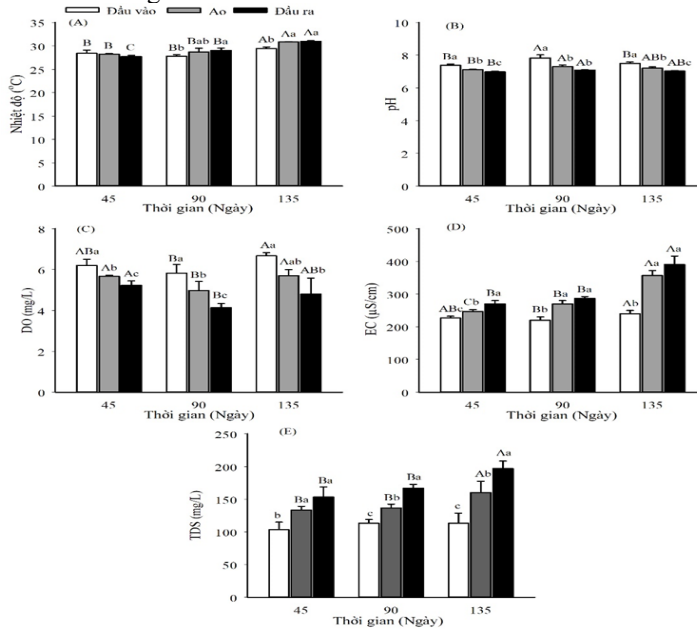 Đầu vào Ao Đầu ra
(A)
Nhiệt độ (⁰C)
35
30
25
20
15
10
5
0
B B C Bb Bab Ba Ab Aa Aa
45 90 135
Thời gian (Ngày)
(B)
pH
10
8
6
4
2
0
Ba Bb Bc Aa Ab Ab Ba ABb ABc
45 90 135
Thời gian (Ngày)
(C)
DO (mg/L)
8
6
4
2
0
ABa Ab Ac Ba Bb Bc Aa Aab ABb
45 90 135
Thời gian (Ngày)
(D)
EC (µS/cm)
500
400
300
200
100
0
ABc Cb Ba Bb Ba Ba Ab Aa Aa
45 90 135
Thời gian (Ngày)
(E)
TDS (mg/L)
250
200
150
100
50
0
b Ba Ba c Bb Ba c Ab Aa
45 90 135
Thời gian (Ngày)